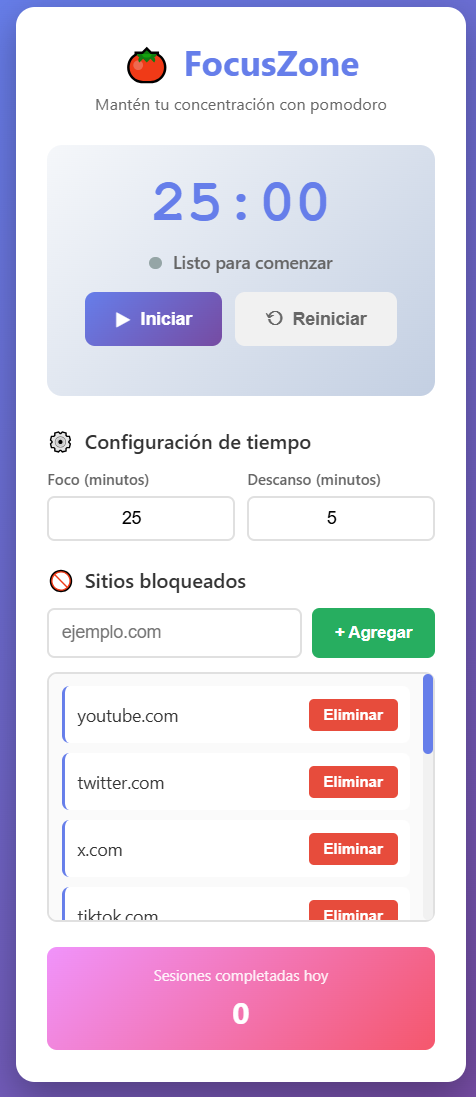 FocusZone
Mantén tu concentración con pomodoro
25:00
Listo para comenzar
Iniciar
Reiniciar
Configuración de tiempo
Foco (minutos)
Descanso (minutos)
25
5
Sitios bloqueados
ejemplo.com
+ Agregar
youtube.com
Eliminar
twitter.com
Eliminar
x.com
Eliminar
tiktok.com
Eliminar
Sesiones completadas hoy
0